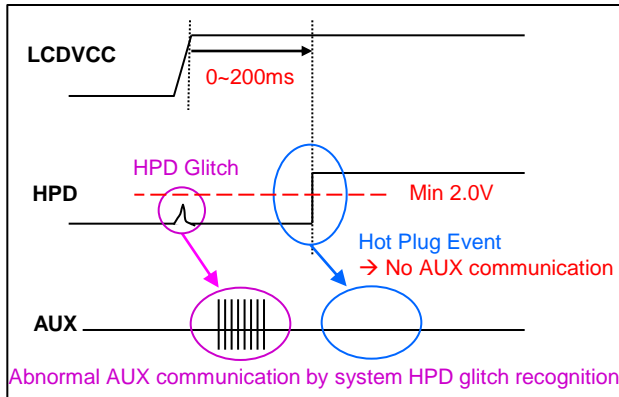 LCDVCC
0~200ms
HPD Glitch
HPD
Min 2.0V
Hot Plug Event
→ No AUX communication
AUX
Abnormal AUX communication by system HPD glitch recognition